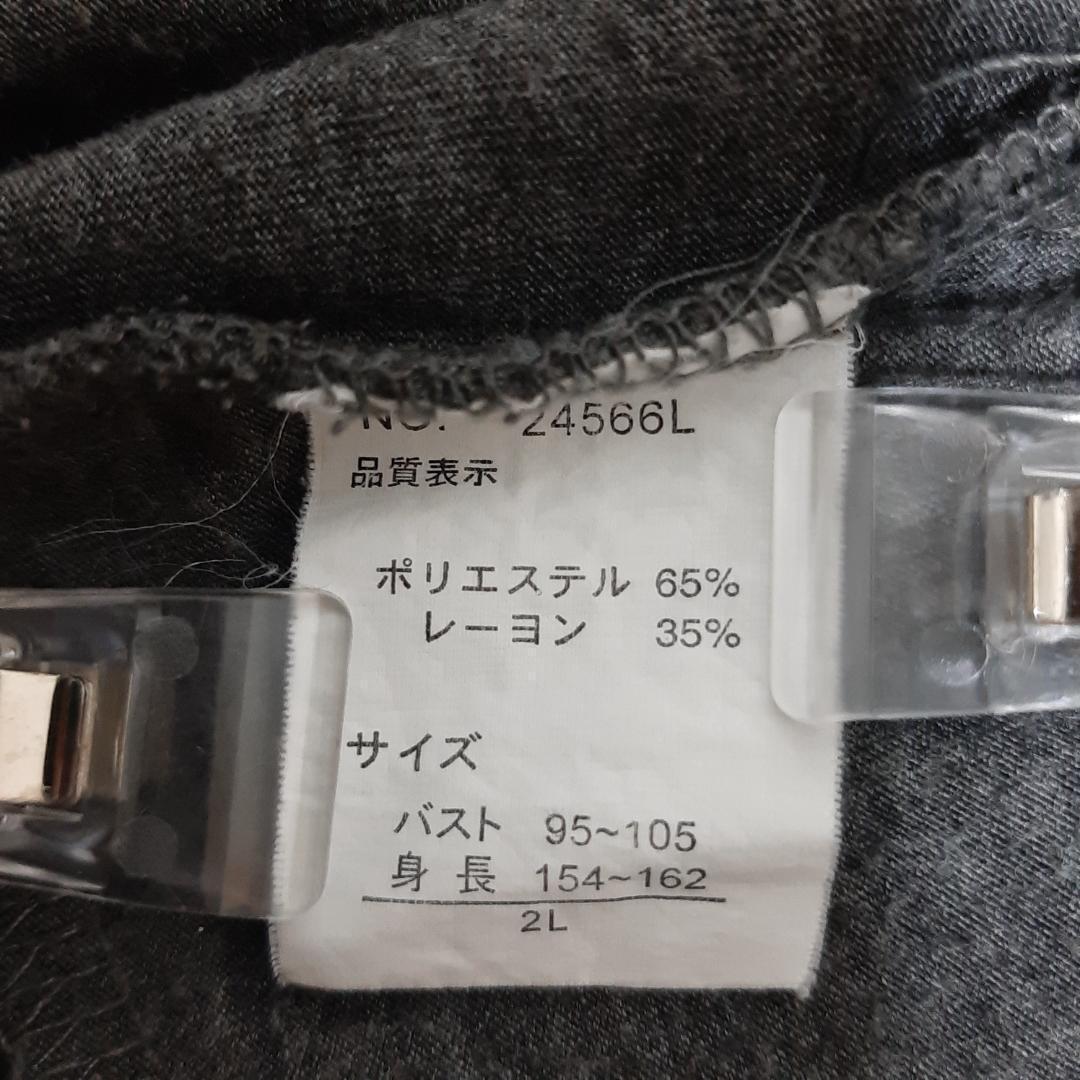 NO. 24566L
品質表示
ポリエステル 65%
レーヨン 35%
サイズ
バスト 95~105
身長 154~162
2L